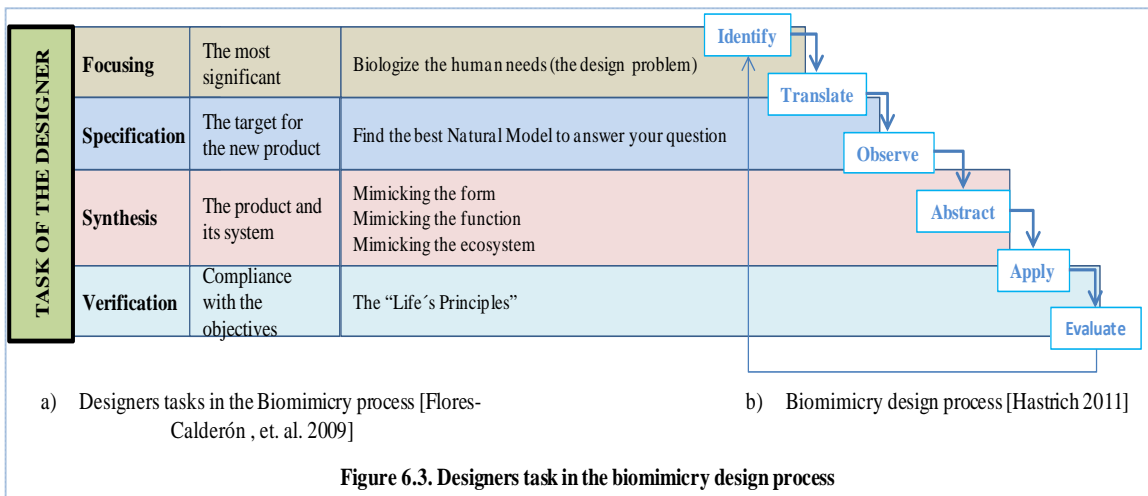 TASK OF THE DESIGNER
Focusing
The most
significant
Biologize the human needs (the design problem)
Specification
The target for
the new product
Find the best Natural Model to answer your question
Synthesis
The product and
its system
Mimicking the form
Mimicking the function
Mimicking the ecosystem
Verification
Compliance
with the
objectives
The “Life´s Principles”
Identify
Translate
Observe
Abstract
Apply
Evaluate
a) Designers tasks in the Biomimicry process [Flores-
Calderón , et. al. 2009]
b) Biomimicry design process [Hastrich 2011]
Figure 6.3. Designers task in the biomimicry design process